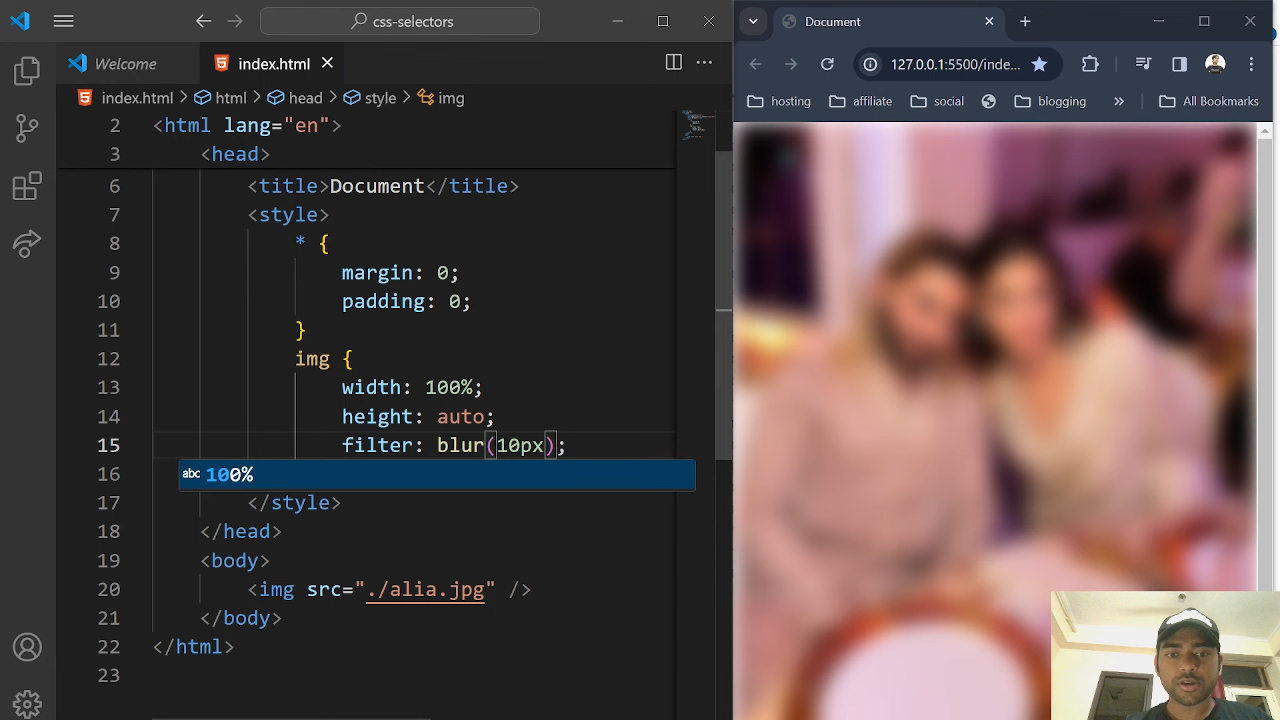 css-selectors
Welcome
index.html
index.html > html > head > style > img
2 <html lang="en">
3 <head>
6 <title>Document</title>
7 <style>
8 * {
9 margin: 0;
10 padding: 0;
11 }
12 img {
13 width: 100%;
14 height: auto;
15 filter: blur(10px);
16
abc 100%
17 </style>
18 </head>
19 <body>
20 <img src="./alia.jpg" />
21 </body>
22 </html>
23
Document
127.0.0.1:5500/inde...
hosting affiliate social blogging » All Bookmarks